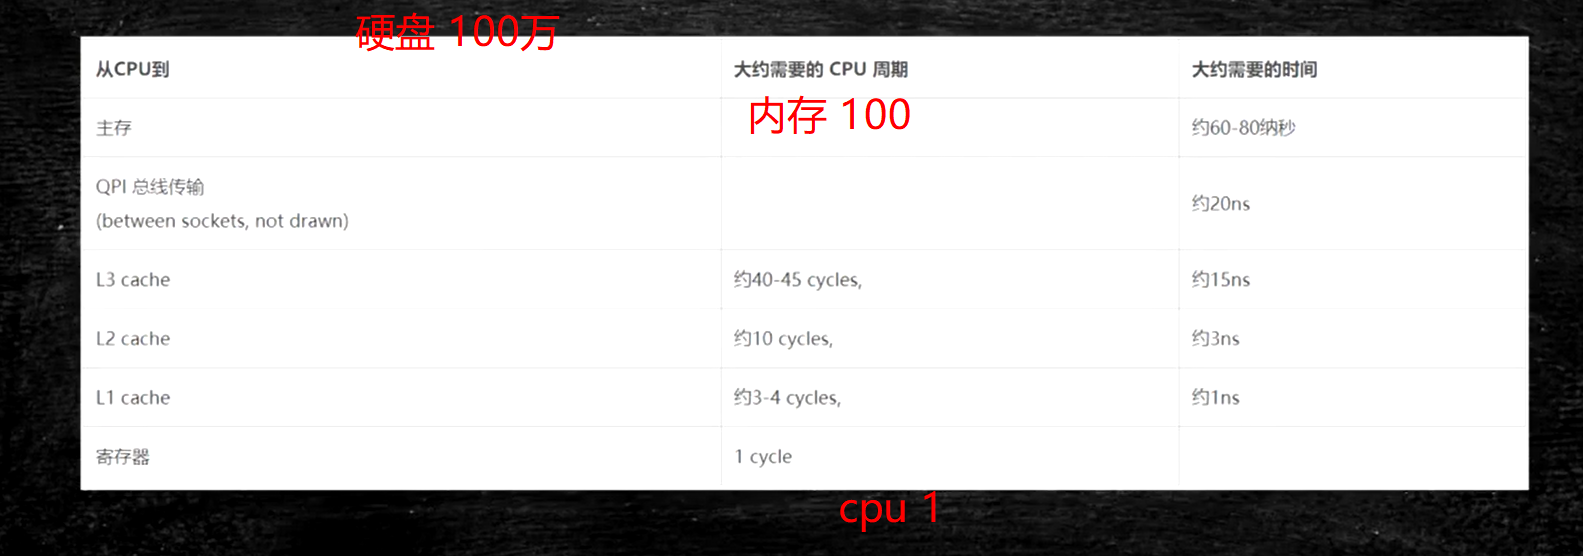 硬盘 100万
从CPU到 大约需要的 CPU 周期 大约需要的时间
内存 100
主存 约60-80纳秒
QPI 总线传输
(between sockets, not drawn) 约20ns
L3 cache 约40-45 cycles, 约15ns
L2 cache 约10 cycles, 约3ns
L1 cache 约3-4 cycles, 约1ns
寄存器 1 cycle
cpu 1